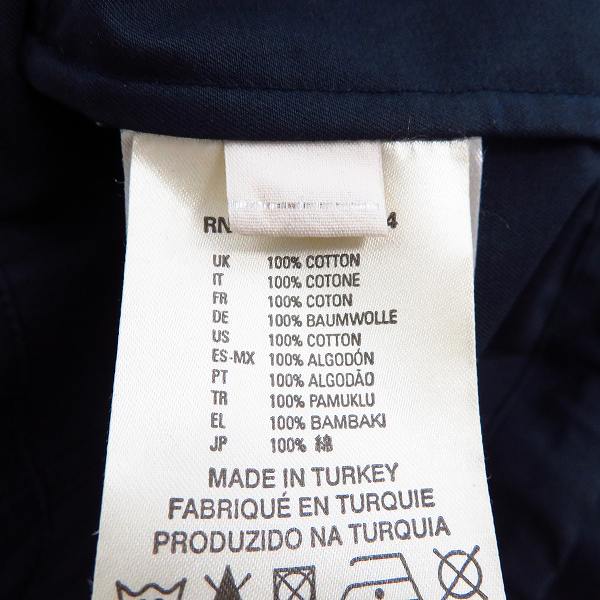 RN 4
UK 100% COTTON
IT 100% COTONE
FR 100% COTON
DE 100% BAUMWOLLE
US 100% COTTON
ES-MX 100% ALGODÓN
PT 100% ALGODÃO
TR 100% PAMUKLU
EL 100% BAMBAKI
JP 100% 綿
MADE IN TURKEY
FABRIQUÉ EN TURQUIE
PRODUZIDO NA TURQUIA